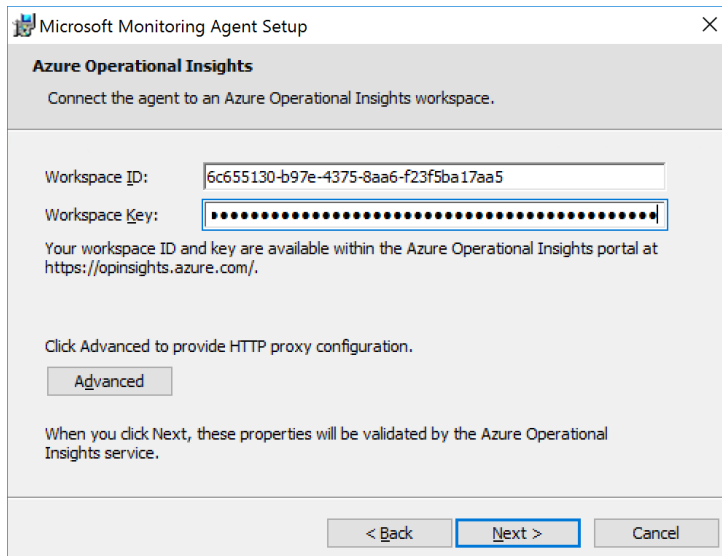 Microsoft Monitoring Agent Setup
Azure Operational Insights
Connect the agent to an Azure Operational Insights workspace.
Workspace ID: 6c655130-b97e-4375-8aa6-f23f5ba17aa5
Workspace Key:
Your workspace ID and key are available within the Azure Operational Insights portal at
https://opinsights.azure.com/.
Click Advanced to provide HTTP proxy configuration.
Advanced
When you click Next, these properties will be validated by the Azure Operational
Insights service.
< Back Next > Cancel